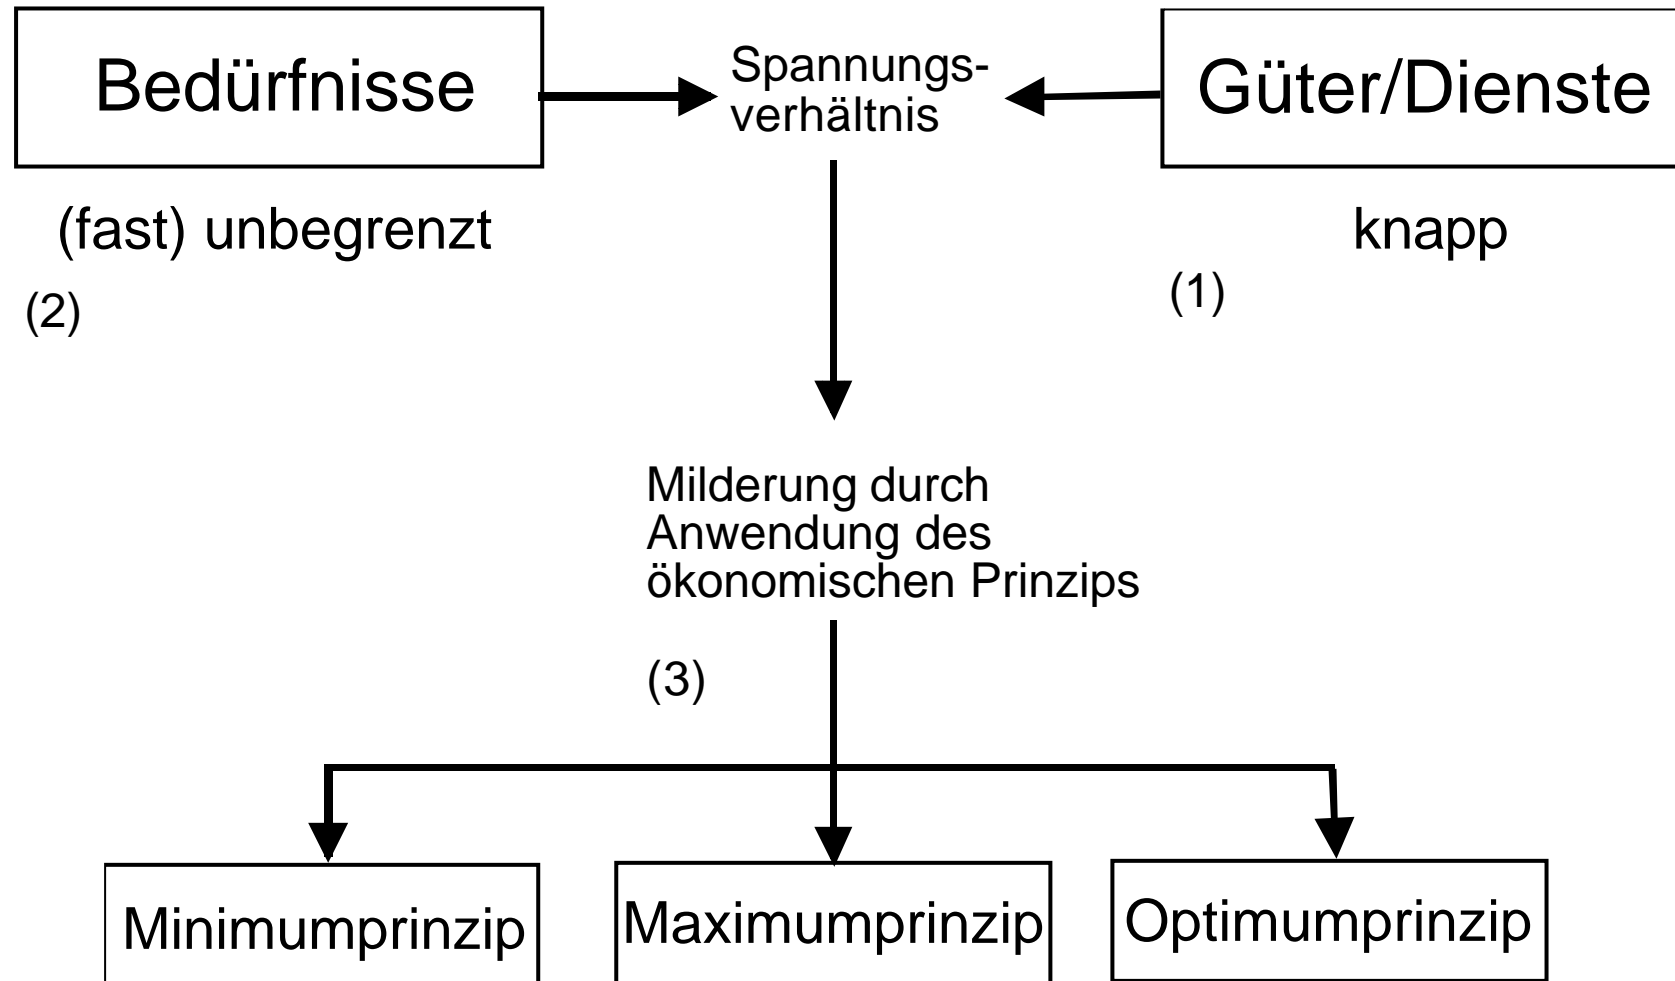 Bedürfnisse
Spannungs-
verhältnis
Güter/Dienste
(fast) unbegrenzt
knapp
(2)
(1)
Milderung durch
Anwendung des
ökonomischen Prinzips
(3)
Minimumprinzip
Maximumprinzip
Optimumprinzip